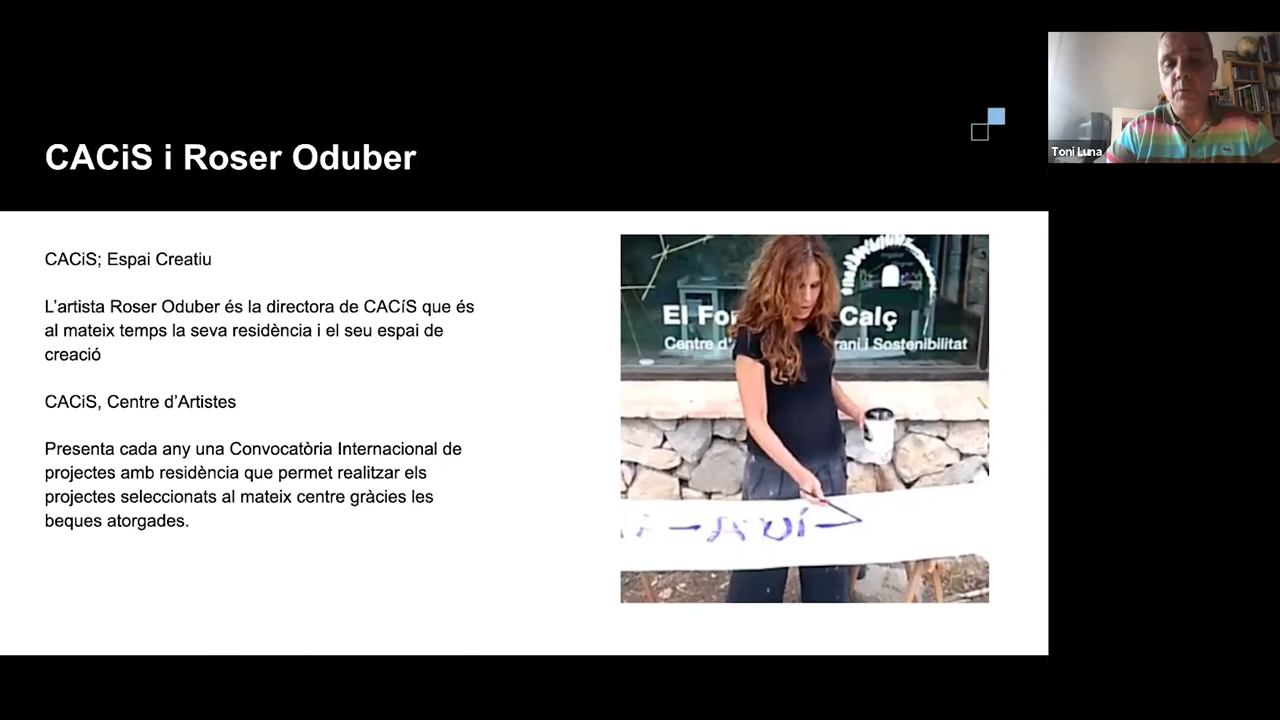 CACiS i Roser Oduber
Toni Luna
CACiS; Espai Creatiu
L'artista Roser Oduber és la directora de CACíS que és
al mateix temps la seva residència i el seu espai de
creació
CACiS, Centre d'Artistes
Presenta cada any una Convocatòria Internacional de
projectes amb residència que permet realitzar els
projectes seleccionats al mateix centre gràcies les
beques atorgades.
El For Calç
Centre d' rani i Sostenibilitat
AQUÍ